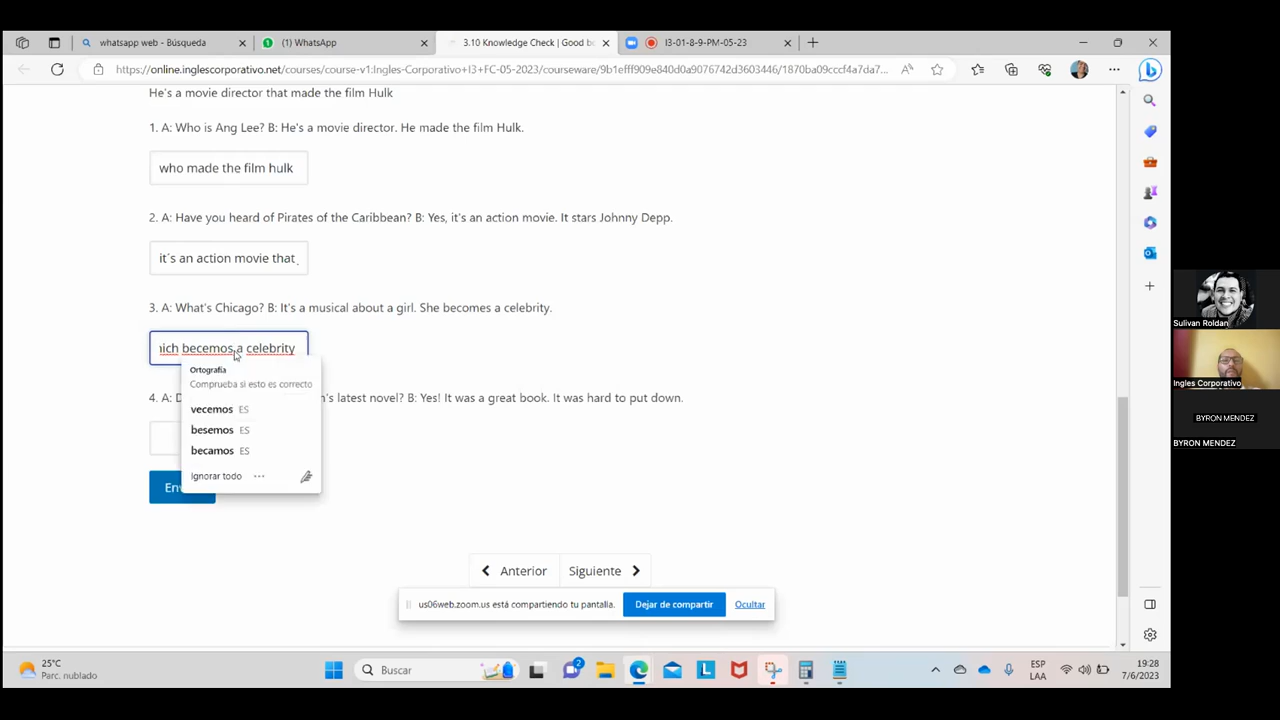 whatsapp web - Búsqueda
(1) WhatsApp
3.10 Knowledge Check | Good b
I3-01-8-9-PM-05-23
https://online.inglescorporativo.net/courses/course-v1:Ingles-Corporativo+I3+FC-05-2023/courseware/9b1efff909e840d0a9076742d3603446/1870ba09cccf4a7da7...
He's a movie director that made the film Hulk
1. A: Who is Ang Lee? B: He's a movie director. He made the film Hulk.
who made the film hulk
2. A: Have you heard of Pirates of the Caribbean? B: Yes, it's an action movie. It stars Johnny Depp.
it´s an action movie that
3. A: What's Chicago? B: It's a musical about a girl. She becomes a celebrity.
ich becemos a celebrity
Ortografía
Comprueba si esto es correcto
4. A: D n's latest novel? B: Yes! It was a great book. It was hard to put down.
vecemos ES
besemos ES
becamos ES
Ignorar todo ...
En
Anterior
Siguiente
us06web.zoom.us está compartiendo tu pantalla.
Dejar de compartir
Ocultar
Sulivan Roldan
Ingles Corporativo
BYRON MENDEZ
BYRON MENDEZ
25°C
Parc. nublado
Buscar
2
ESP
LAA
19:28
7/6/2023